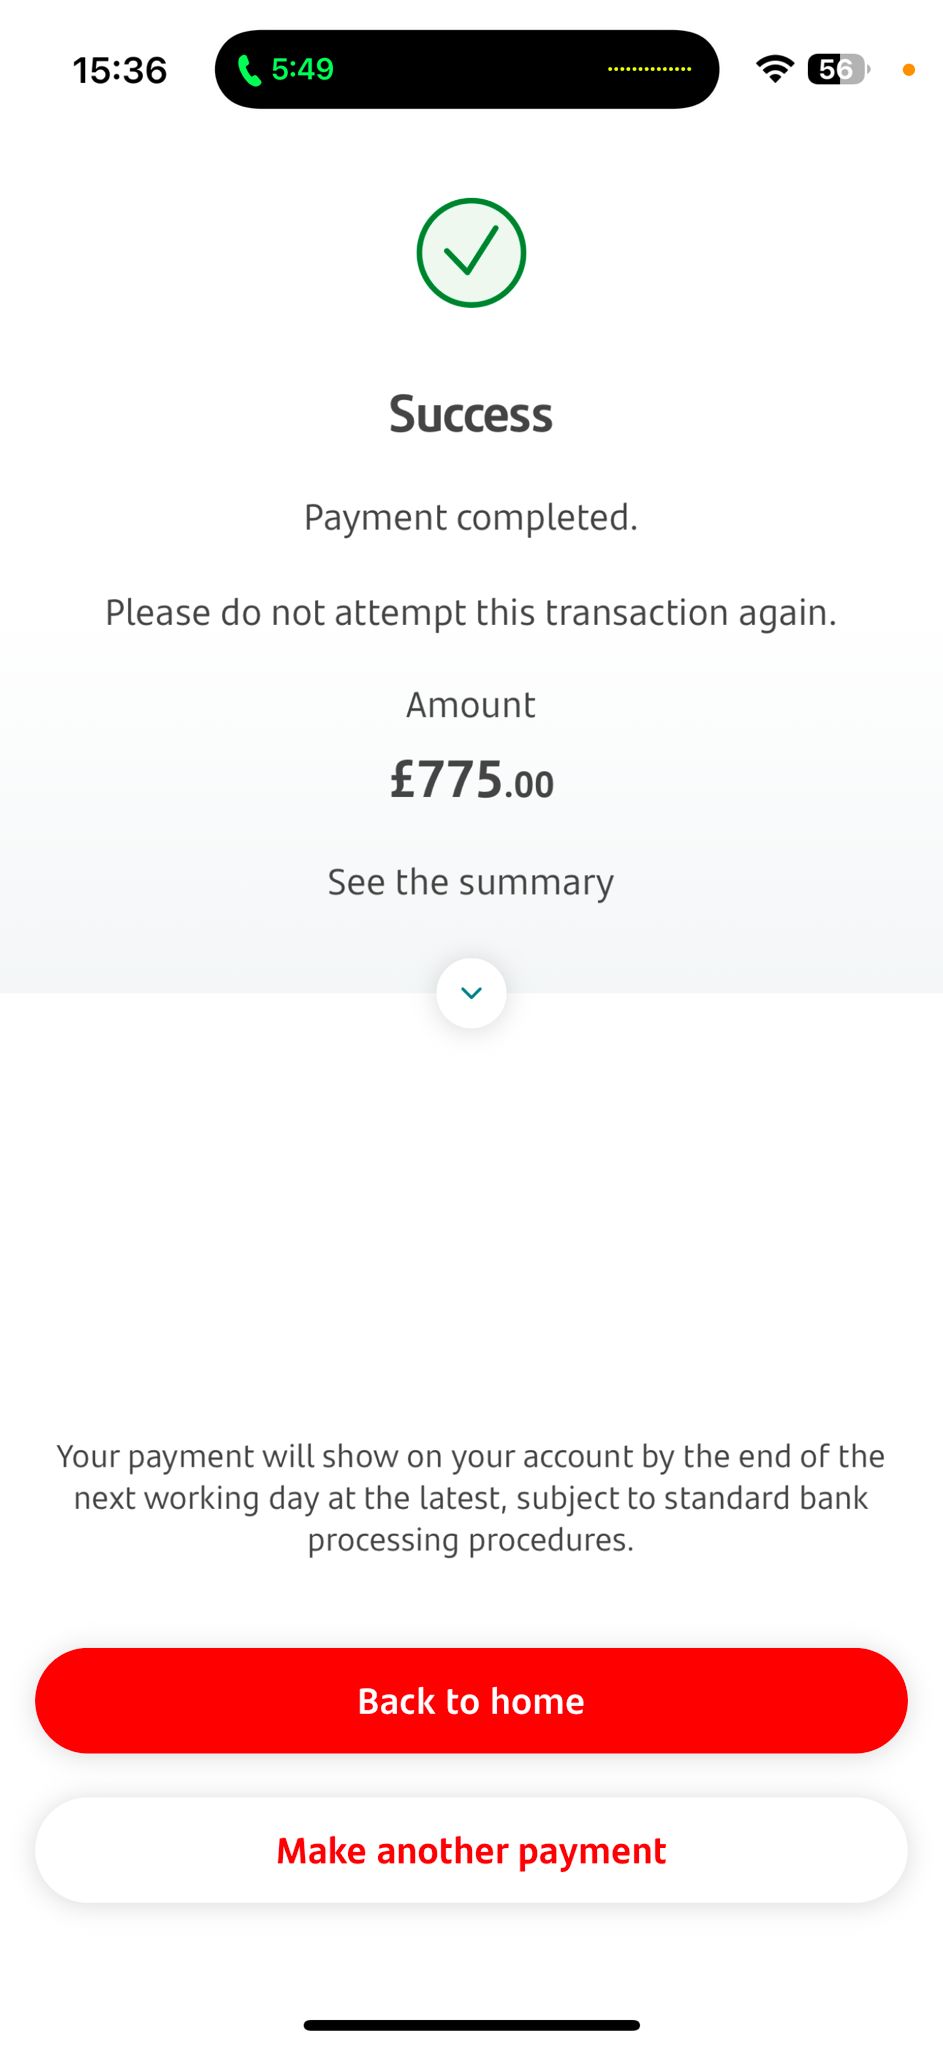 15:36
5:49
56
Success
Payment completed.
Please do not attempt this transaction again.
Amount
£775.00
See the summary
Your payment will show on your account by the end of the
next working day at the latest, subject to standard bank
processing procedures.
Back to home
Make another payment